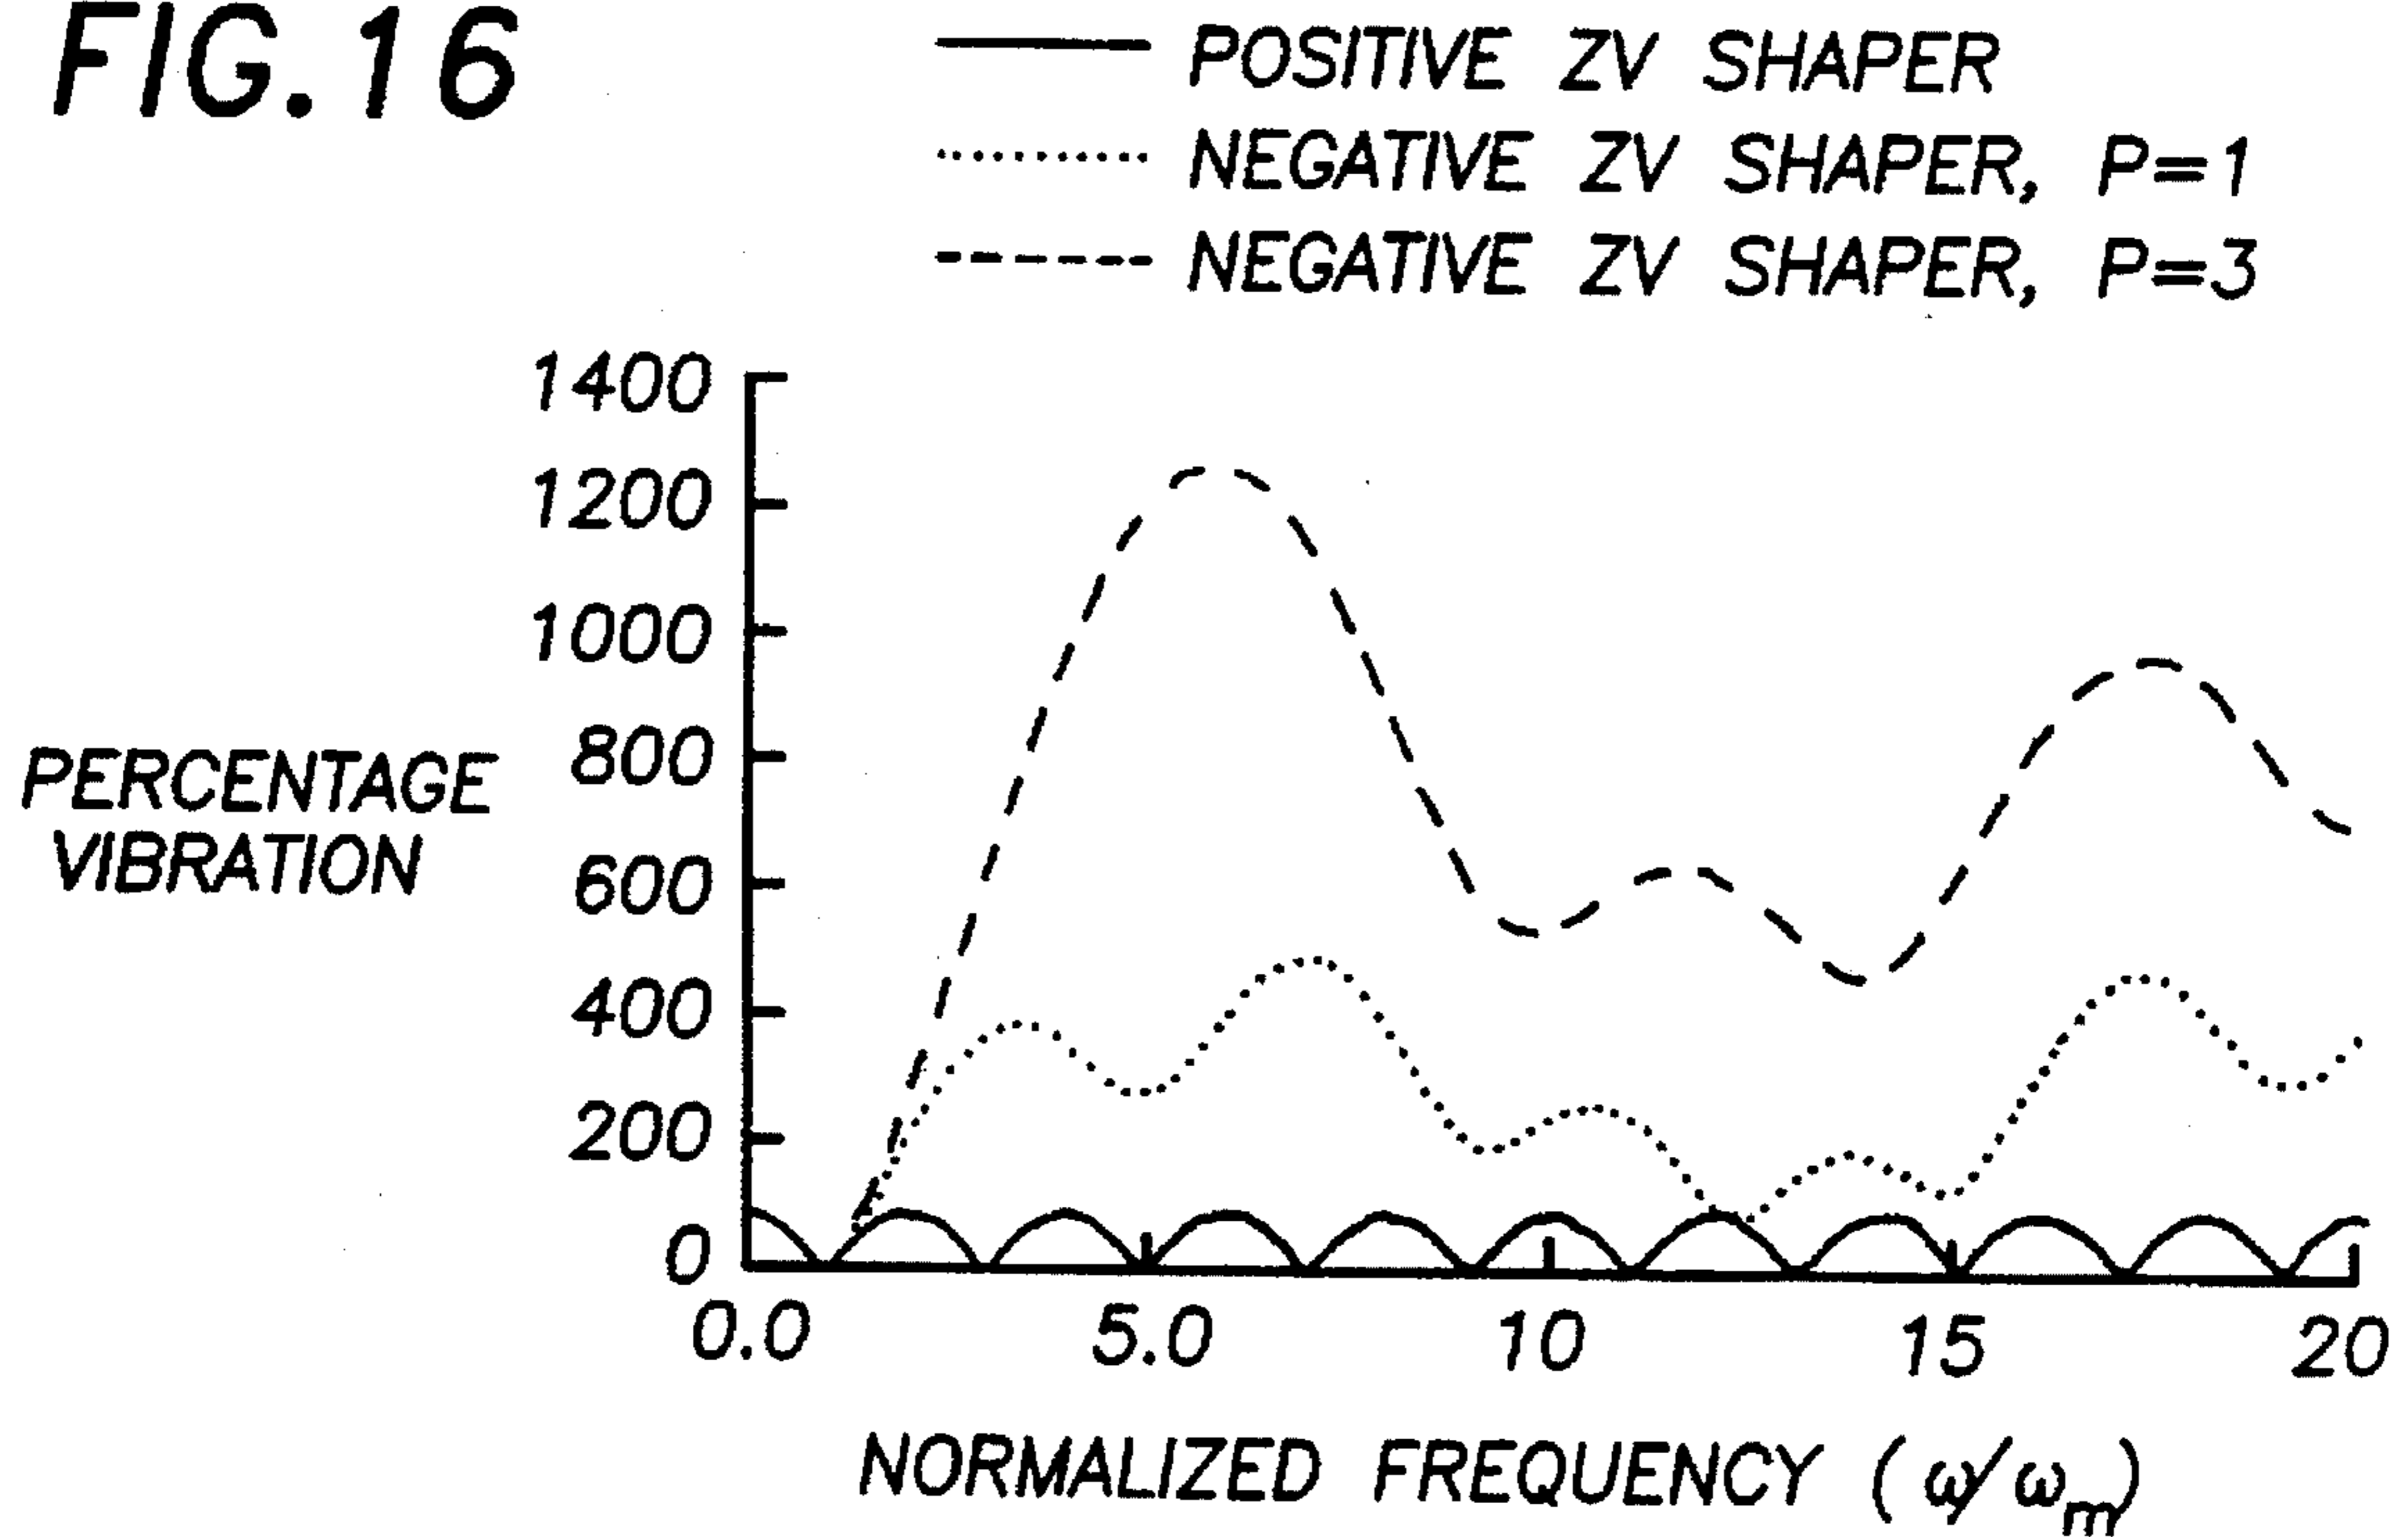 FIG.16
POSITIVE ZV SHAPER
NEGATIVE ZV SHAPER, P=1
NEGATIVE ZV SHAPER, P=3
1400
1200
1000
800
600
400
200
0
PERCENTAGE
VIBRATION
0.0 5.0 10 15 20
NORMALIZED FREQUENCY (ω/ωm)